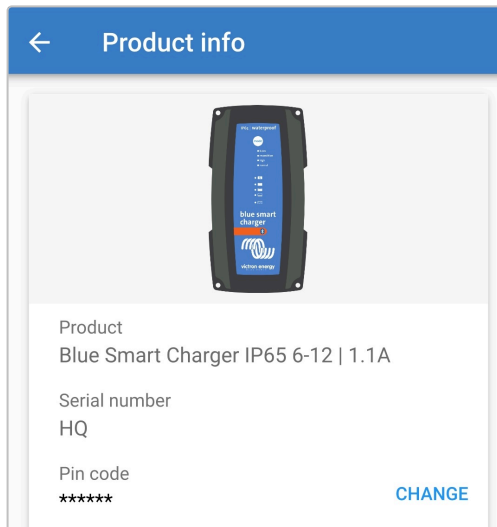 Product info
IP65 | waterproof
blue smart
charger
victron energy
Product
Blue Smart Charger IP65 6-12 | 1.1A
Serial number
HQ
Pin code
******
CHANGE